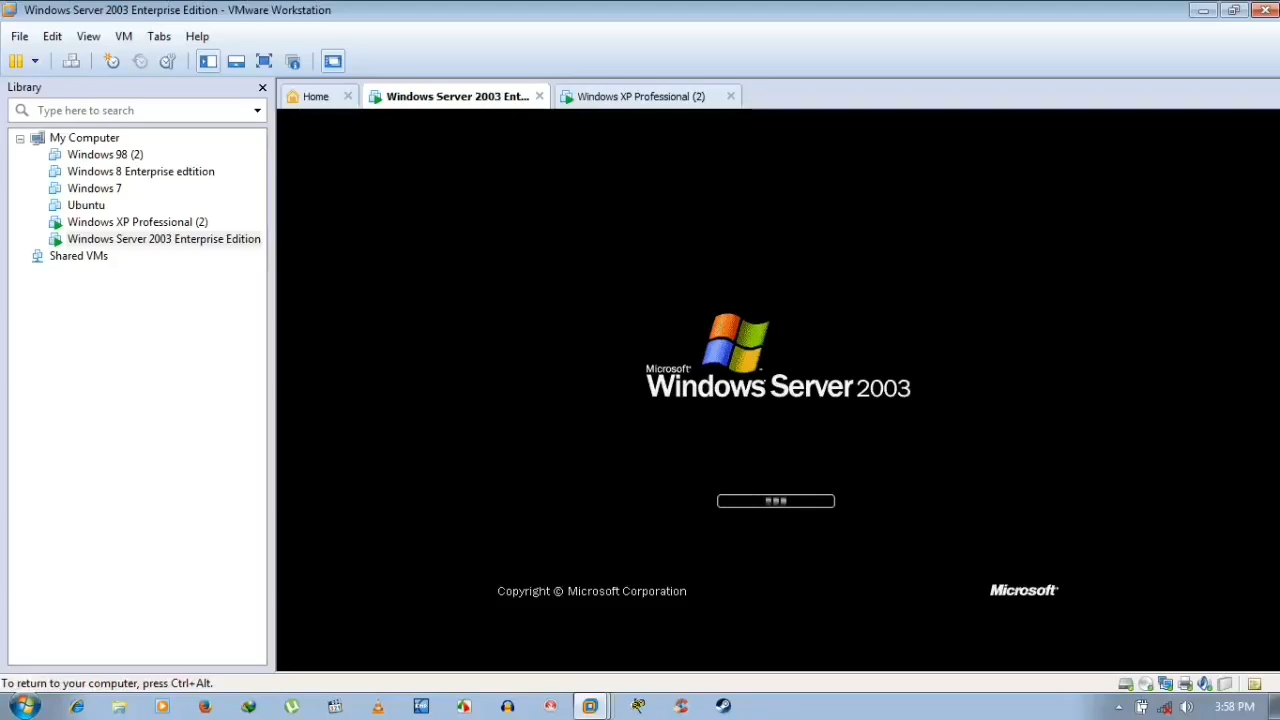 Windows Server 2003 Enterprise Edition - VMware Workstation
File Edit View VM Tabs Help
Library
Type here to search
Home
Windows Server 2003 Ent...
Windows XP Professional (2)
My Computer
Windows 98 (2)
Windows 8 Enterprise edtition
Windows 7
Ubuntu
Windows XP Professional (2)
Windows Server 2003 Enterprise Edition
Shared VMs
Microsoft
Windows Server 2003
Copyright © Microsoft Corporation
Microsoft
To return to your computer, press Ctrl+Alt.
3:58 PM